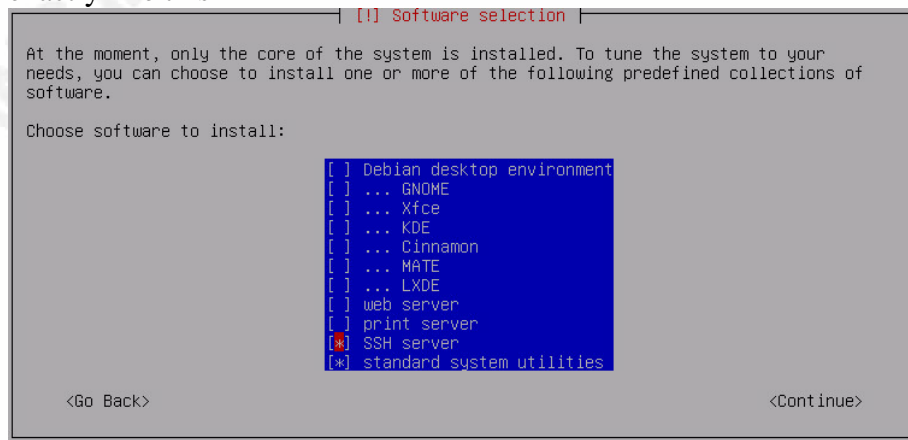 [!] Software selection
At the moment, only the core of the system is installed. To tune the system to your
needs, you can choose to install one or more of the following predefined collections of
software.
Choose software to install:
[ ] Debian desktop environment
[ ] ... GNOME
[ ] ... Xfce
[ ] ... KDE
[ ] ... Cinnamon
[ ] ... MATE
[ ] ... LXDE
[ ] web server
[ ] print server
[*] SSH server
[*] standard system utilities
<Go Back> <Continue>